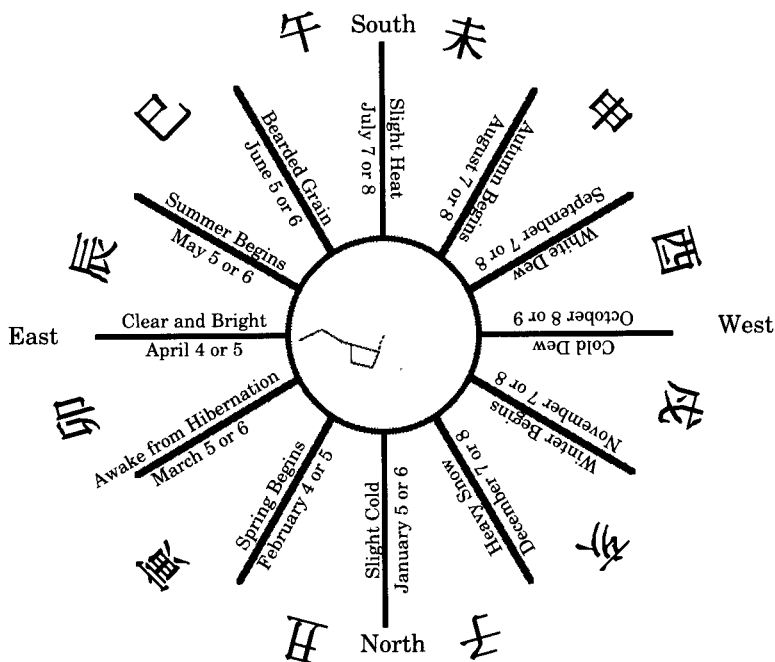 午
South
未
Slight Heat
July 7 or 8
申
Autumn Begins
August 7 or 8
September 7 or 8
White Dew
酉
October 8 or 9
Cold Dew
West
戌
November 7 or 8
Winter Begins
亥
December 7 or 8
Heavy Snow
子
North
Slight Cold
January 5 or 6
丑
Spring Begins
February 4 or 5
寅
Awake from Hibernation
March 5 or 6
卯
East
Clear and Bright
April 4 or 5
辰
Summer Begins
May 5 or 6
巳
Bearded Grain
June 5 or 6